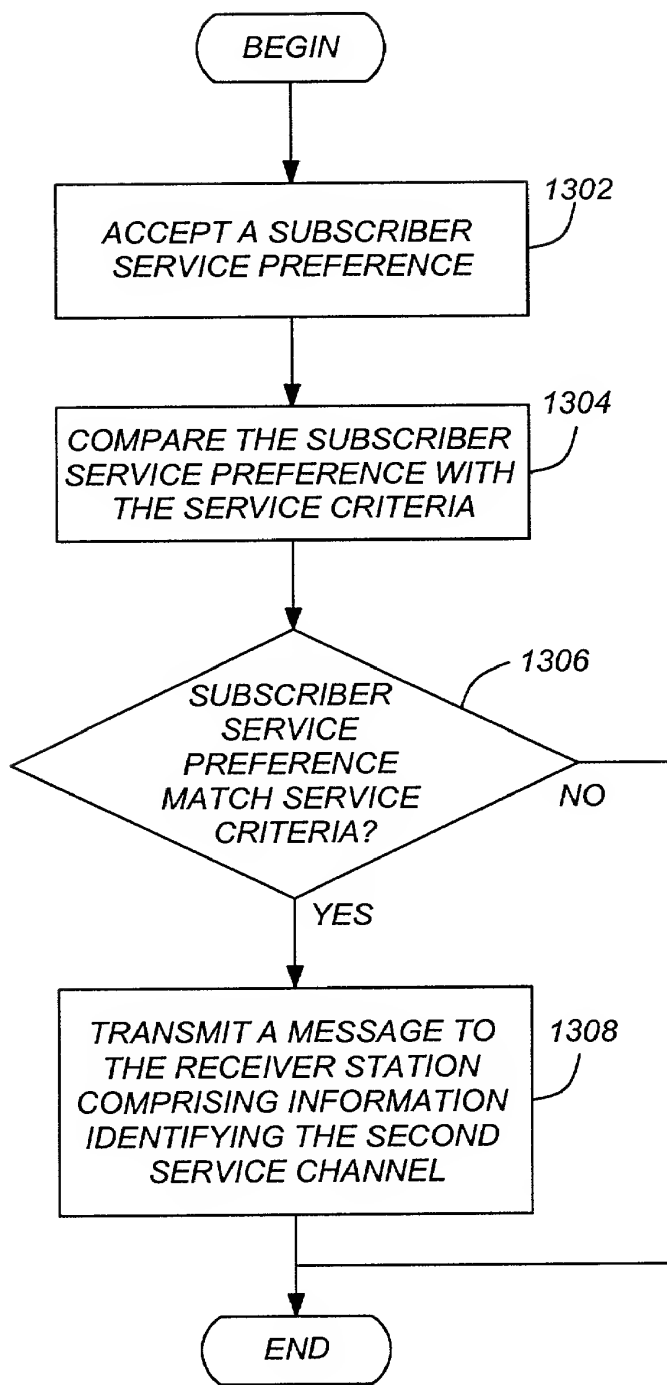 BEGIN
1302
ACCEPT A SUBSCRIBER
SERVICE PREFERENCE
1304
COMPARE THE SUBSCRIBER
SERVICE PREFERENCE WITH
THE SERVICE CRITERIA
1306
SUBSCRIBER
SERVICE
PREFERENCE
MATCH SERVICE
CRITERIA?
NO
YES
1308
TRANSMIT A MESSAGE TO
THE RECEIVER STATION
COMPRISING INFORMATION
IDENTIFYING THE SECOND
SERVICE CHANNEL
END